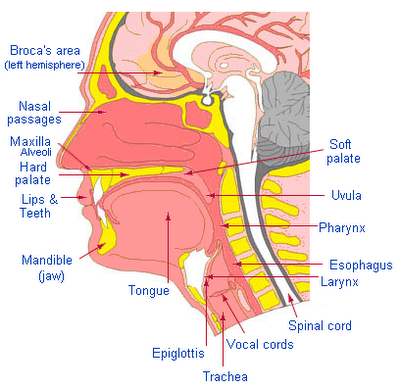 Broca's area
(left hemisphere)
Nasal
passages
Maxilla
Alveoli
Hard
palate
Lips &
Teeth
Mandible
(jaw)
Tongue
Epiglottis
Trachea
Vocal cords
Spinal cord
Larynx
Esophagus
Pharynx
Uvula
Soft
palate